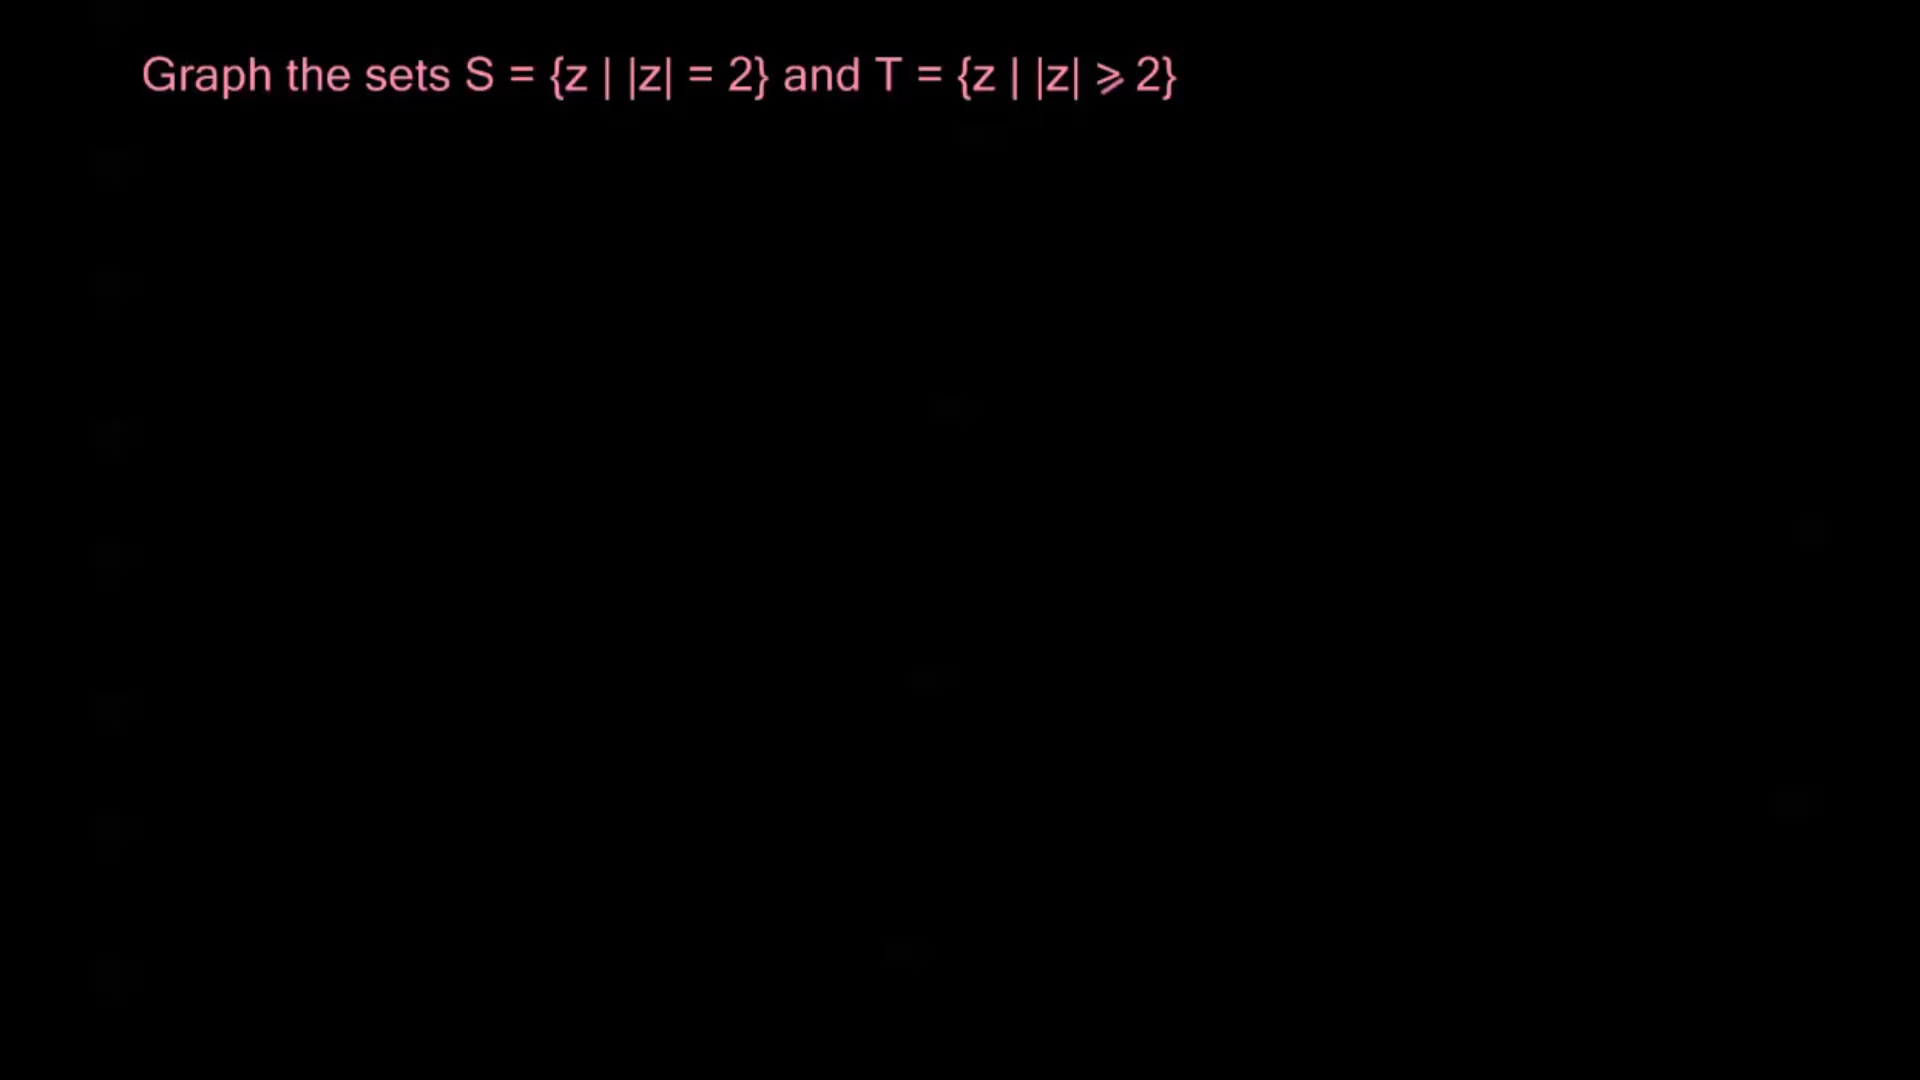 Graph the sets S = {z | |z| = 2} and T = {z | |z| ⩾ 2}